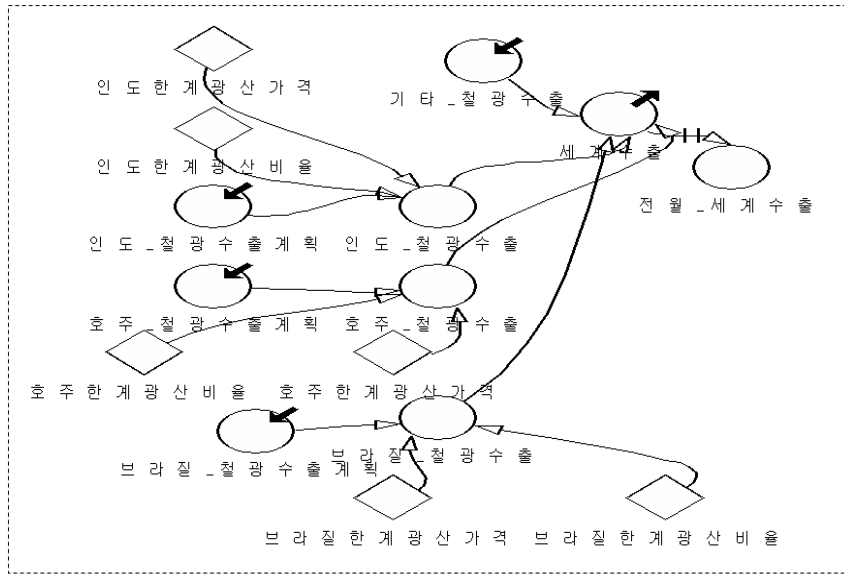 인도한계광산가격
기타_철광수출
인도한계광산비율
세계수출
전월_세계수출
인도_철광수출계획
인도_철광수출
호주_철광수출계획
호주_철광수출
호주한계광산비율
호주한계광산가격
브라질_철광수출계획
브라질_철광수출
브라질한계광산가격
브라질한계광산비율